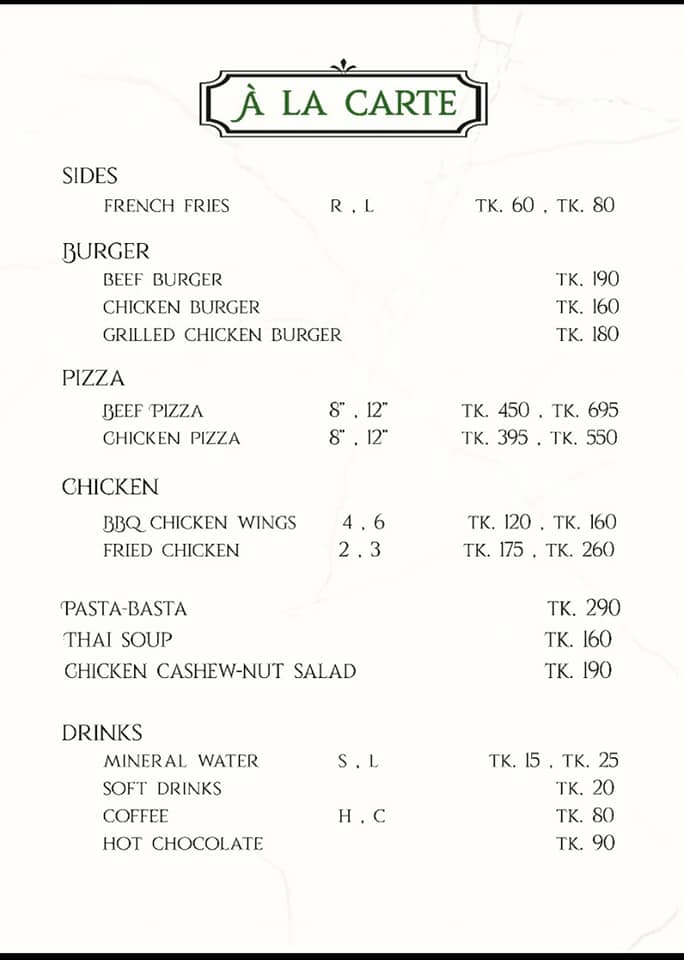 À LA CARTE
SIDES
FRENCH FRIES R , L TK. 60 , TK. 80
BURGER
BEEF BURGER TK. 190
CHICKEN BURGER TK. 160
GRILLED CHICKEN BURGER TK. 180
PIZZA
BEEF PIZZA 8" , 12" TK. 450 , TK. 695
CHICKEN PIZZA 8" , 12" TK. 395 , TK. 550
CHICKEN
BBQ CHICKEN WINGS 4 , 6 TK. 120 , TK. 160
FRIED CHICKEN 2 , 3 TK. 175 , TK. 260
PASTA-BASTA TK. 290
THAI SOUP TK. 160
CHICKEN CASHEW-NUT SALAD TK. 190
DRINKS
MINERAL WATER S , L TK. 15 , TK. 25
SOFT DRINKS TK. 20
COFFEE H , C TK. 80
HOT CHOCOLATE TK. 90